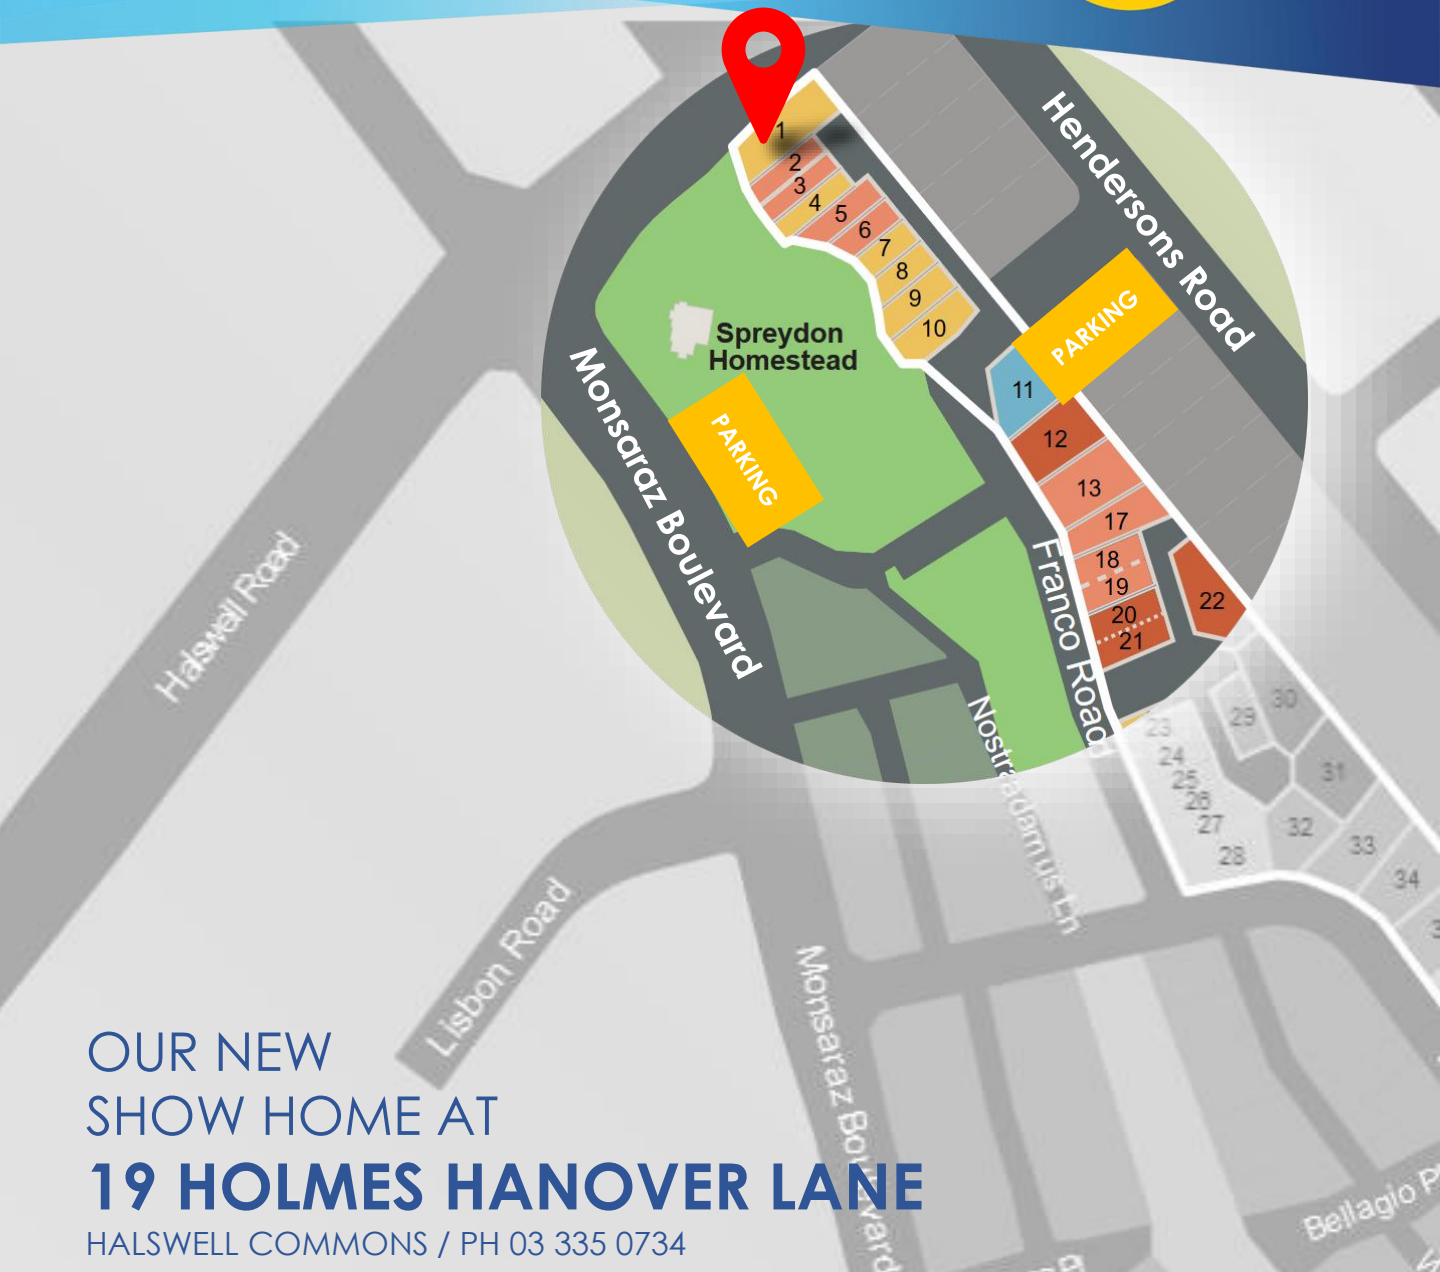 Hendersons Road
1
2
3
4
5
6
7
8
9
10
Spreydon
Homestead
PARKING
PARKING
11
12
13
17
18
19
20
21
22
Monsaraz Boulevard
Franco Road
Halswell Road
Nostradamus Ln
23
24
25
26
27
28
29
30
31
32
33
34
Lisbon Road
Monsaraz Boulevard
Bellagio
OUR NEW
SHOW HOME AT
19 HOLMES HANOVER LANE
HALSWELL COMMONS / PH 03 335 0734